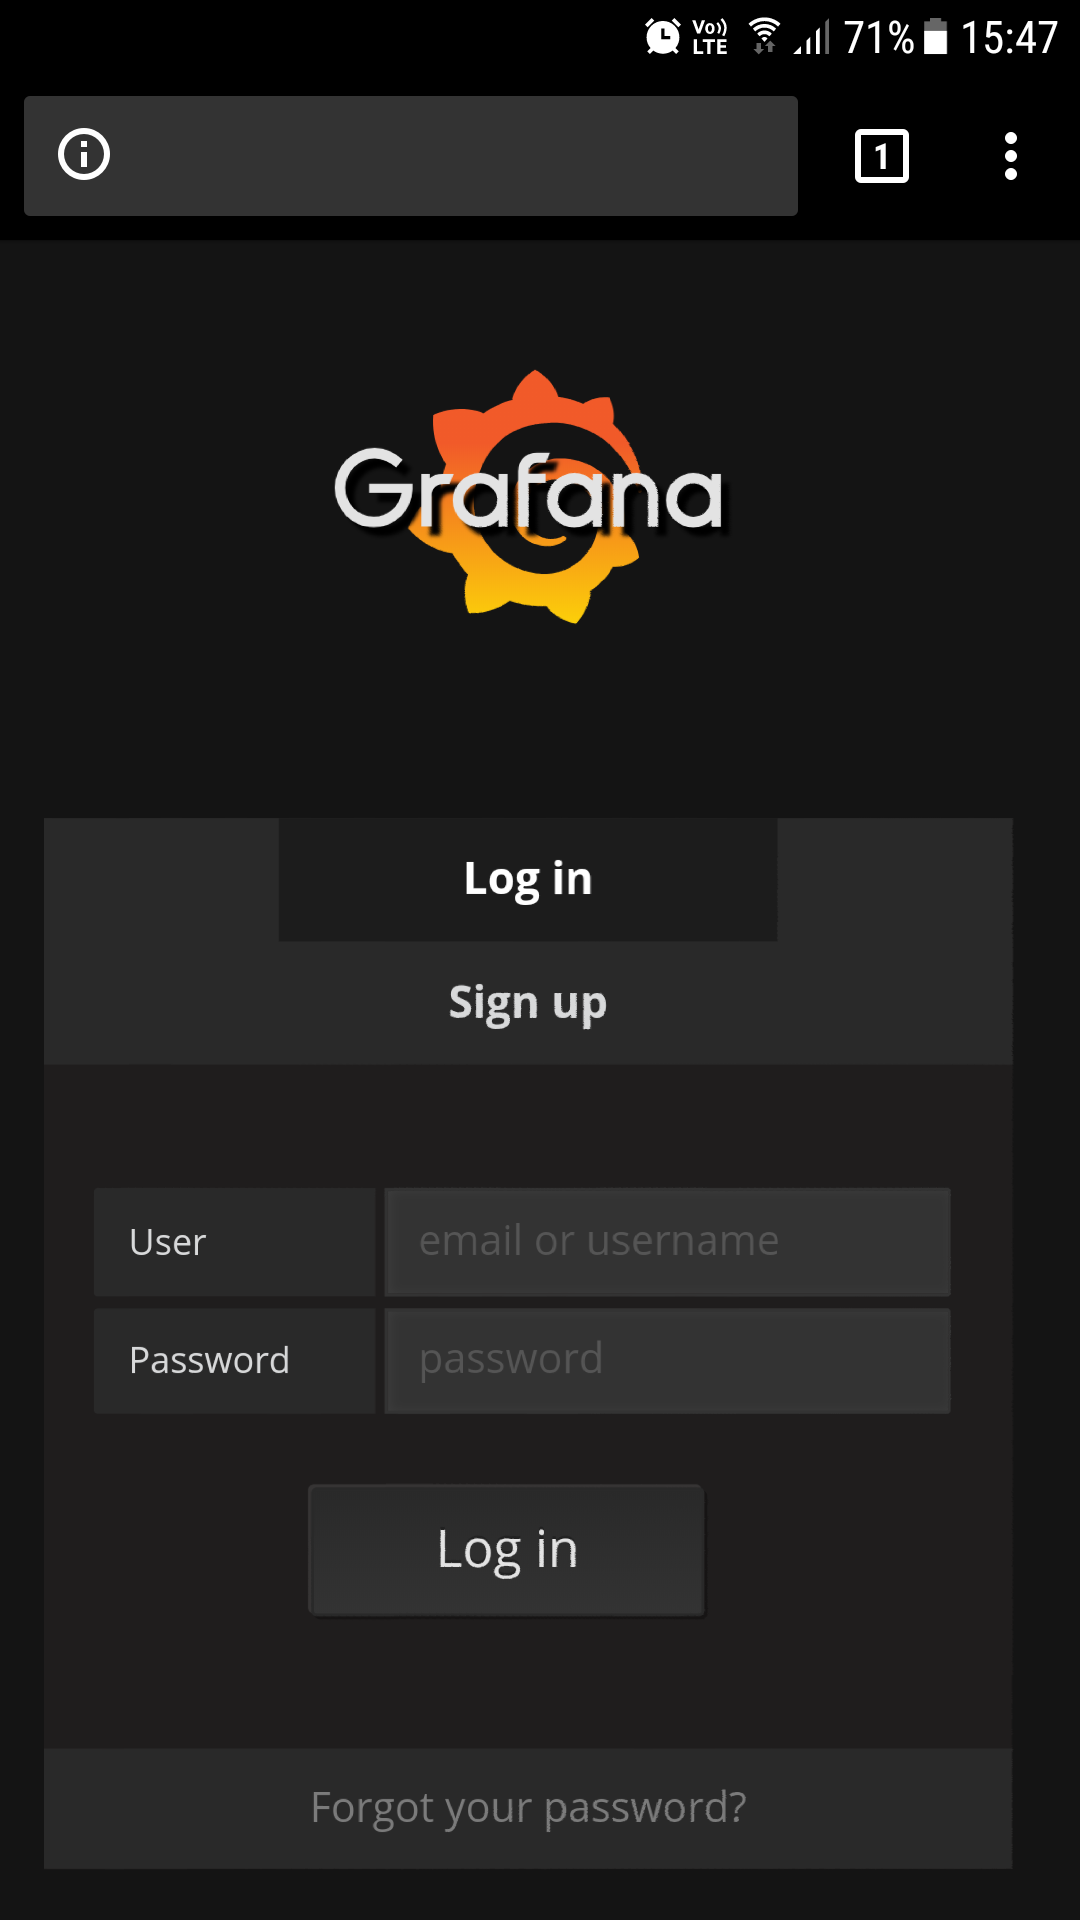 Vo)) LTE 71% 15:47
1
Grafana
Log in
Sign up
User email or username
Password password
Log in
Forgot your password?